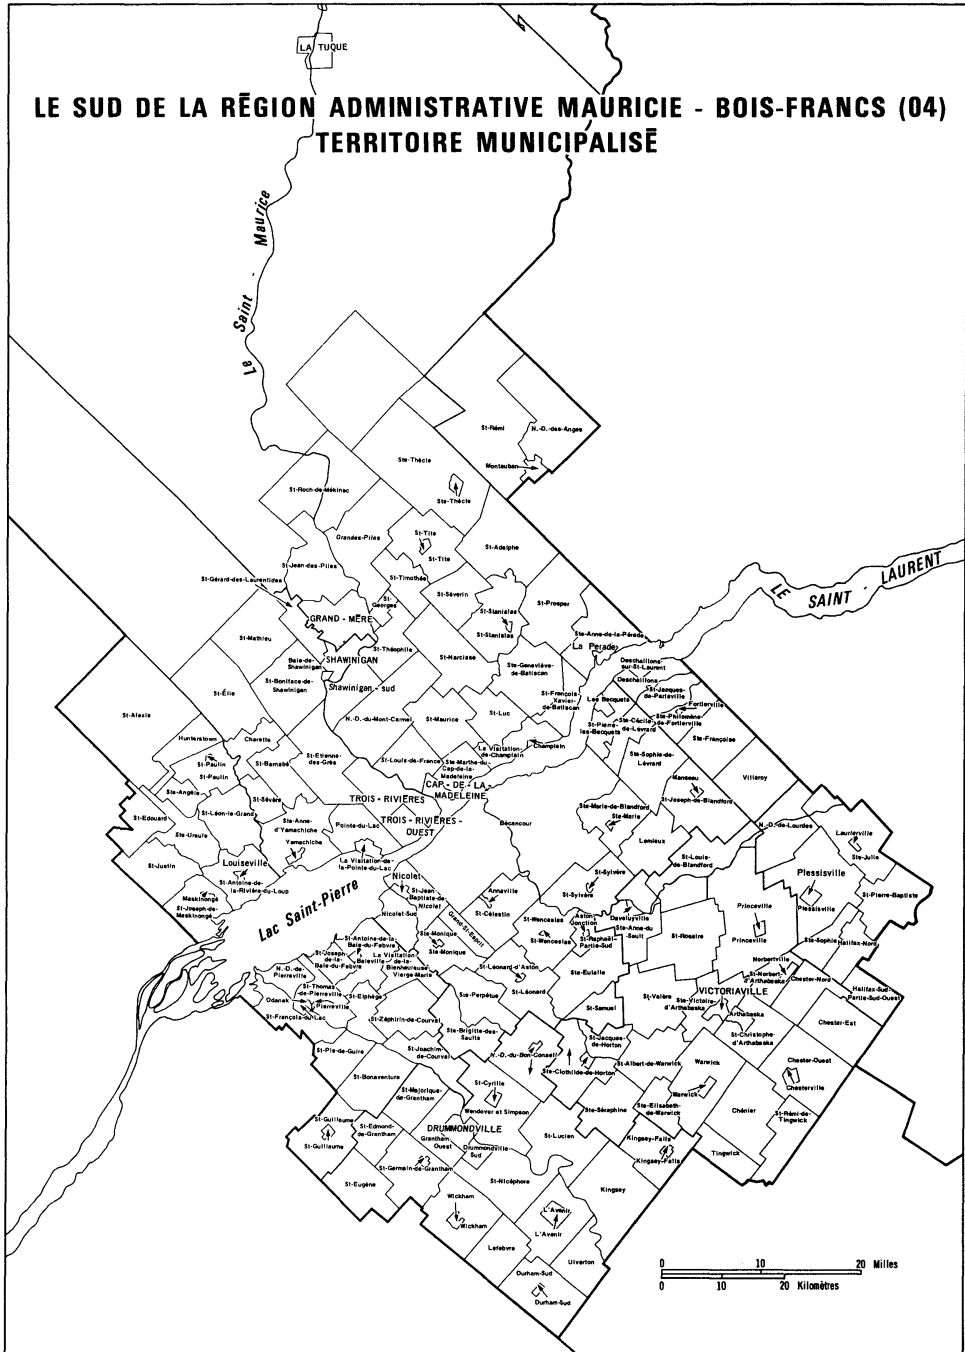 LA TUQUE
LE SUD DE LA RĒGION ADMINISTRATIVE MAURICIE - BOIS-FRANCS (04)
TERRITOIRE MUNICIPALISĒ
Le Saint - Maurice
St-Rémi
N.-D.-des-Anges
Montauban
Ste-Thècle
Ste-Thècle
St-Roch-de-Mékinac
Grandes-Piles
St-Tite
St-Tite
St-Adelphe
St-Jean-des-Piles
St-Gérard-des-Laurentides
St-Timothée
St-Georges
St-Séverin
St-Stanislas
St-Stanislas
St-Prosper
LE SAINT - LAURENT
GRAND - MÈRE
St-Mathieu
St-Théophile
Ste-Anne-de-la-Pérade
La Pérade
Baie-de-
Shawinigan
SHAWINIGAN
St-Narcisse
Ste-Geneviève-
de-Batiscan
Deschaillons-
sur-St-Laurent
Deschaillons
St-Élie
St-Boniface-de-
Shawinigan
Shawinigan - sud
St-Jacques-
de-Parisville
Fortierville
St-Alexis
N.-D.-du-Mont-Carmel
St-Maurice
St-Luc
St-François
Xavier-
de-Batiscan
Les Becquets
St-Pierre-
les-Becquets
Ste-Cécile-
de-Lévrard
Ste-Philomène-
de-Fortierville
Ste-Françoise
Hunterstown
Charette
St-Barnabé
St-Etienne-
des-Grès
St-Louis-de-France
Ste-Marthe-du-
Cap-de-la-
Madeleine
La Visitation-
de-Champlain
Champlain
Ste-Sophie-de-
Lévrard
Villeroy
St-Paulin
St-Paulin
CAP - DE - LA -
MADELEINE
Manseau
St-Joseph-de-Blandford
Ste-Angèle
St-Sévère
TROIS - RIVIÈRES
St-Edouard
St-Léon-le-Grand
Ste-Anne-
d'Yamachiche
Yamachiche
Pointe-du-Lac
TROIS - RIVIÈRES -
OUEST
Bécancour
Ste-Marie-de-Blandford
Ste-Marie
Ste-Ursule
Lemieux
N.-D.-de-Lourdes
Laurierville
St-Justin
Louiseville
La Visitation-de-
la-Pointe-du-Lac
St-Louis-
de-Blandford
Ste-Julie
St-Antoine-de-
la-Rivière-du-Loup
Maskinongé
St-Joseph-de-
Maskinongé
Lac Saint-Pierre
Nicolet
St-Jean-
Baptiste-de-
Nicolet
Nicolet-Sud
Annaville
St-Célestin
Grand-St-Esprit
St-Sylvère
St-Sylvère
Plessisville
Plessisville
St-Pierre-Baptiste
Daveluyville
Ste-Anne-du-
Sault
Princeville
Princeville
St-Rosaire
Aston-
Jonction
St-Raphaël-
Partie-Sud
St-Wenceslas
St-Wenceslas
Ste-Monique
Ste-Monique
Ste-Sophie
Halifax-Nord
St-Antoine-de-la-
Baie-du-Febvre
Baieville
La Visitation-
de-la-
Bienheureuse-
Vierge-Marie
St-Joseph-
de-la-
Baie-du-Febvre
Norbertville
St-Norbert-
d'Arthabaska
Chester-Nord
Halifax-Sud-
Partie-Sud-Ouest
N.-D.-de-
Pierreville
St-Thomas-
de-Pierreville
Pierreville
Odanak
St-François-du-Lac
St-Elphège
St-Zéphirin-de-Courval
Ste-Perpétue
St-Léonard-d'Aston
St-Léonard
Ste-Eulalie
St-Samuel
St-Valère
VICTORIAVILLE
Ste-Victoire-
d'Arthabaska
Arthabaska
St-Christophe-
d'Arthabaska
Chester-Est
St-Pie-de-Guire
St-Joachim-
de-Courval
Ste-Brigitte-des-
Saults
N.-D.-du-Bon-Conseil
St-Jacques-
de-Horton
Ste-Clothilde-de-Horton
St-Albert-de-Warwick
Warwick
Warwick
Chester-Ouest
Chesterville
St-Bonaventure
St-Majorique-
de-Grantham
St-Cyrille
Wendover et Simpson
Ste-Séraphine
Ste-Elisabeth-
de-Warwick
Chénier
St-Rémi-de-
Tingwick
Tingwick
St-Guillaume
St-Guillaume
St-Edmond-
de-Grantham
DRUMMONDVILLE
Grantham
Ouest
Drummondville-
Sud
St-Lucien
Kingsey-Falls
Kingsey-Falls
St-Germain-de-Grantham
St-Eugène
St-Nicéphore
Kingsey
Wickham
Wickham
L'Avenir
L'Avenir
Lefebvre
Ulverton
Durham-Sud
Durham-Sud
0 10 20 Milles
0 10 20 Kilomètres